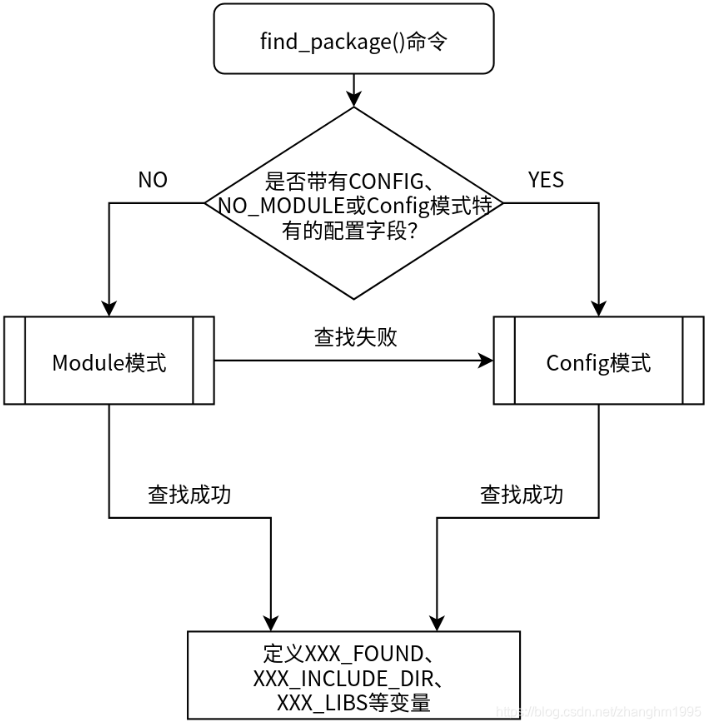 find_package()命令
是否带有CONFIG、
NO_MODULE或Config模式特
有的配置字段?
NO
YES
Module模式
查找失败
Config模式
查找成功
查找成功
定义XXX_FOUND、
XXX_INCLUDE_DIR、
XXX_LIBS等变量
https://blog.csdn.net/zhanghm1995